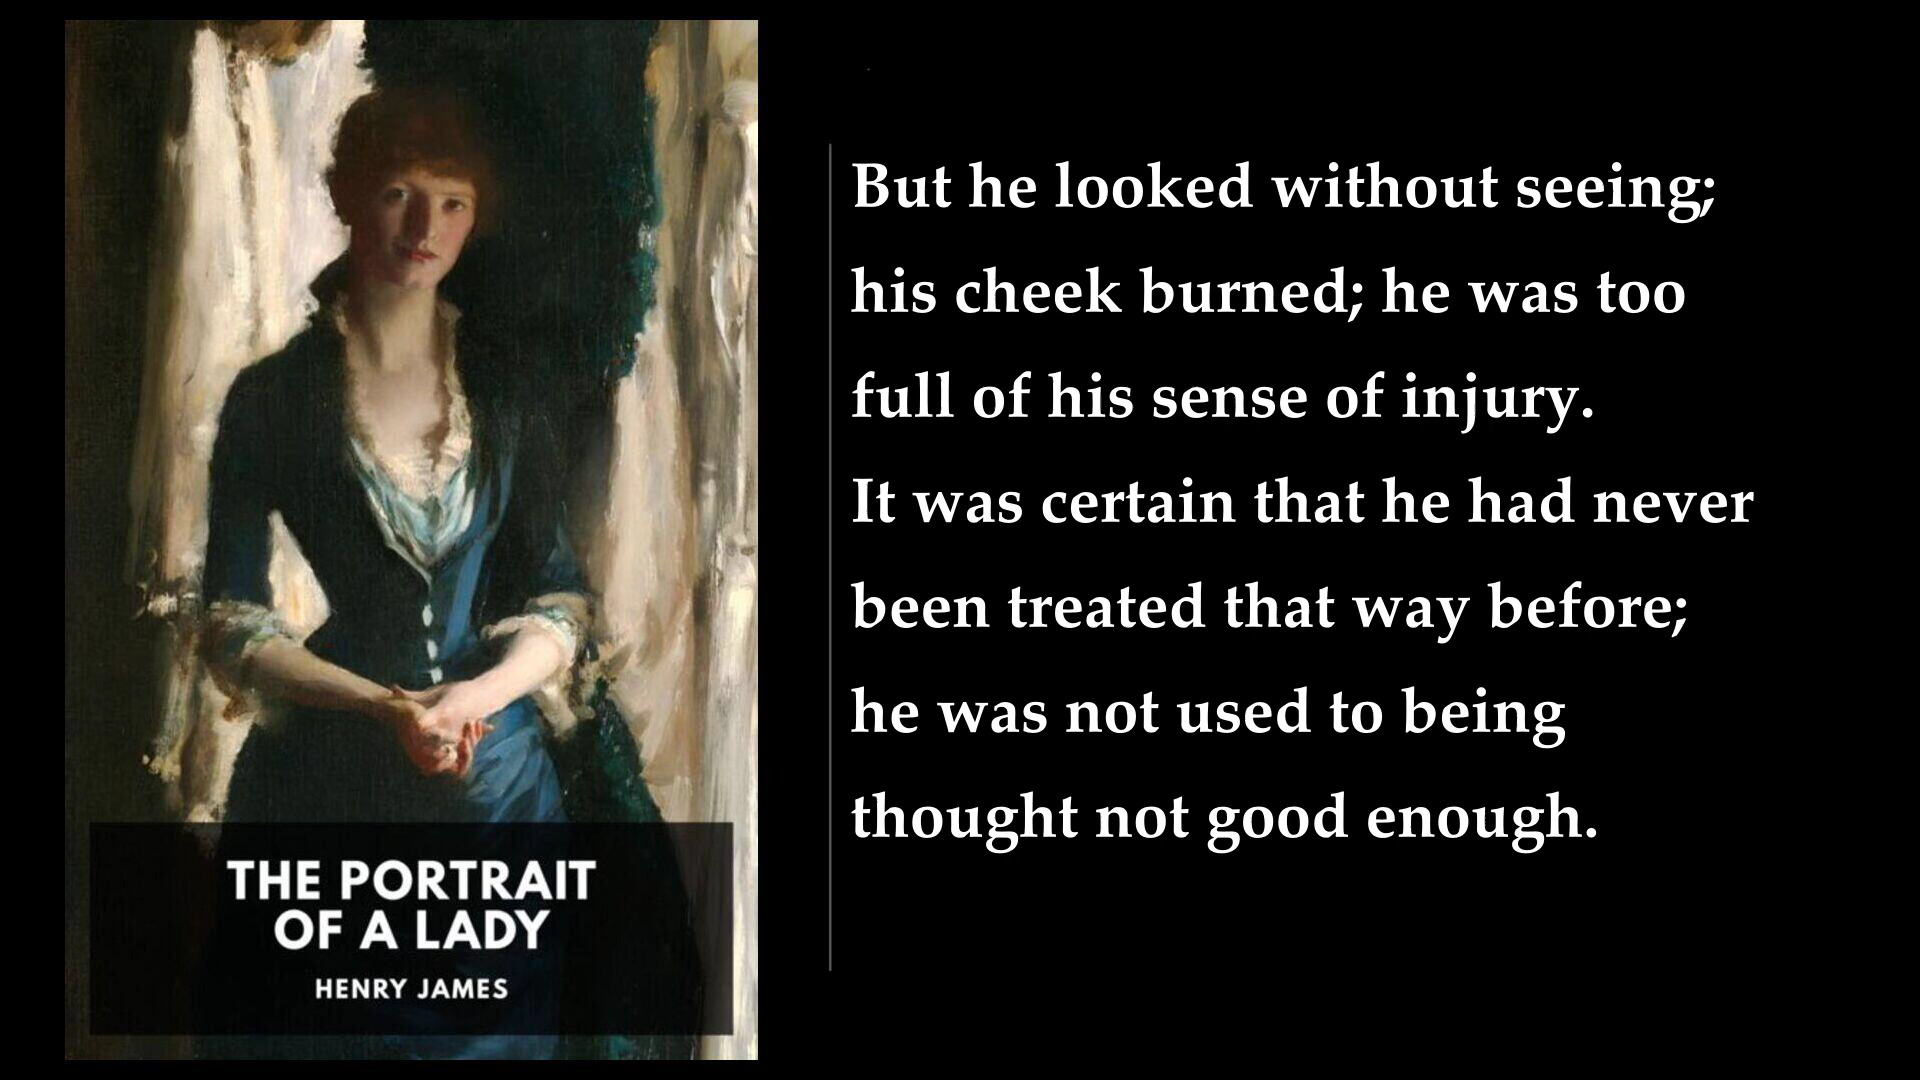 THE PORTRAIT
OF A LADY
HENRY JAMES
But he looked without seeing;
his cheek burned; he was too
full of his sense of injury.
It was certain that he had never
been treated that way before;
he was not used to being
thought not good enough.